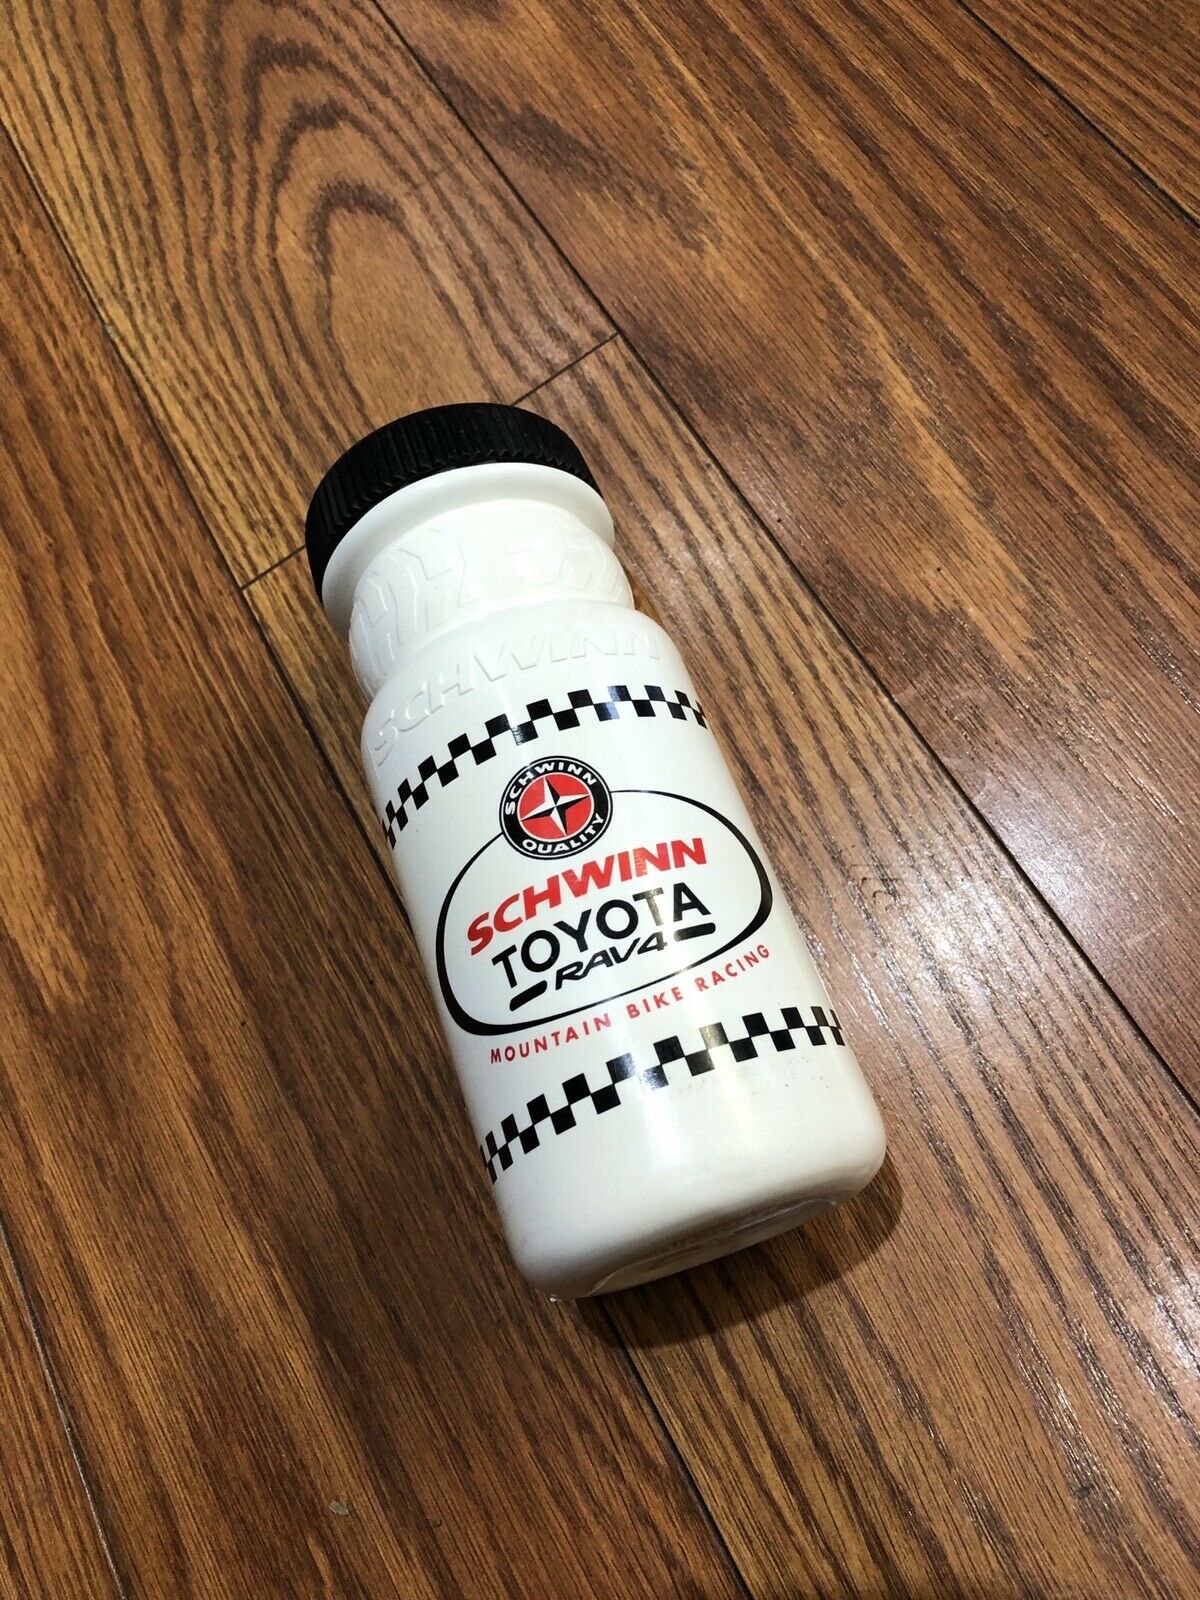 SCHWINN
SCHWINN
QUALITY
SCHWINN
TOYOTA
RAV4
MOUNTAIN BIKE RACING